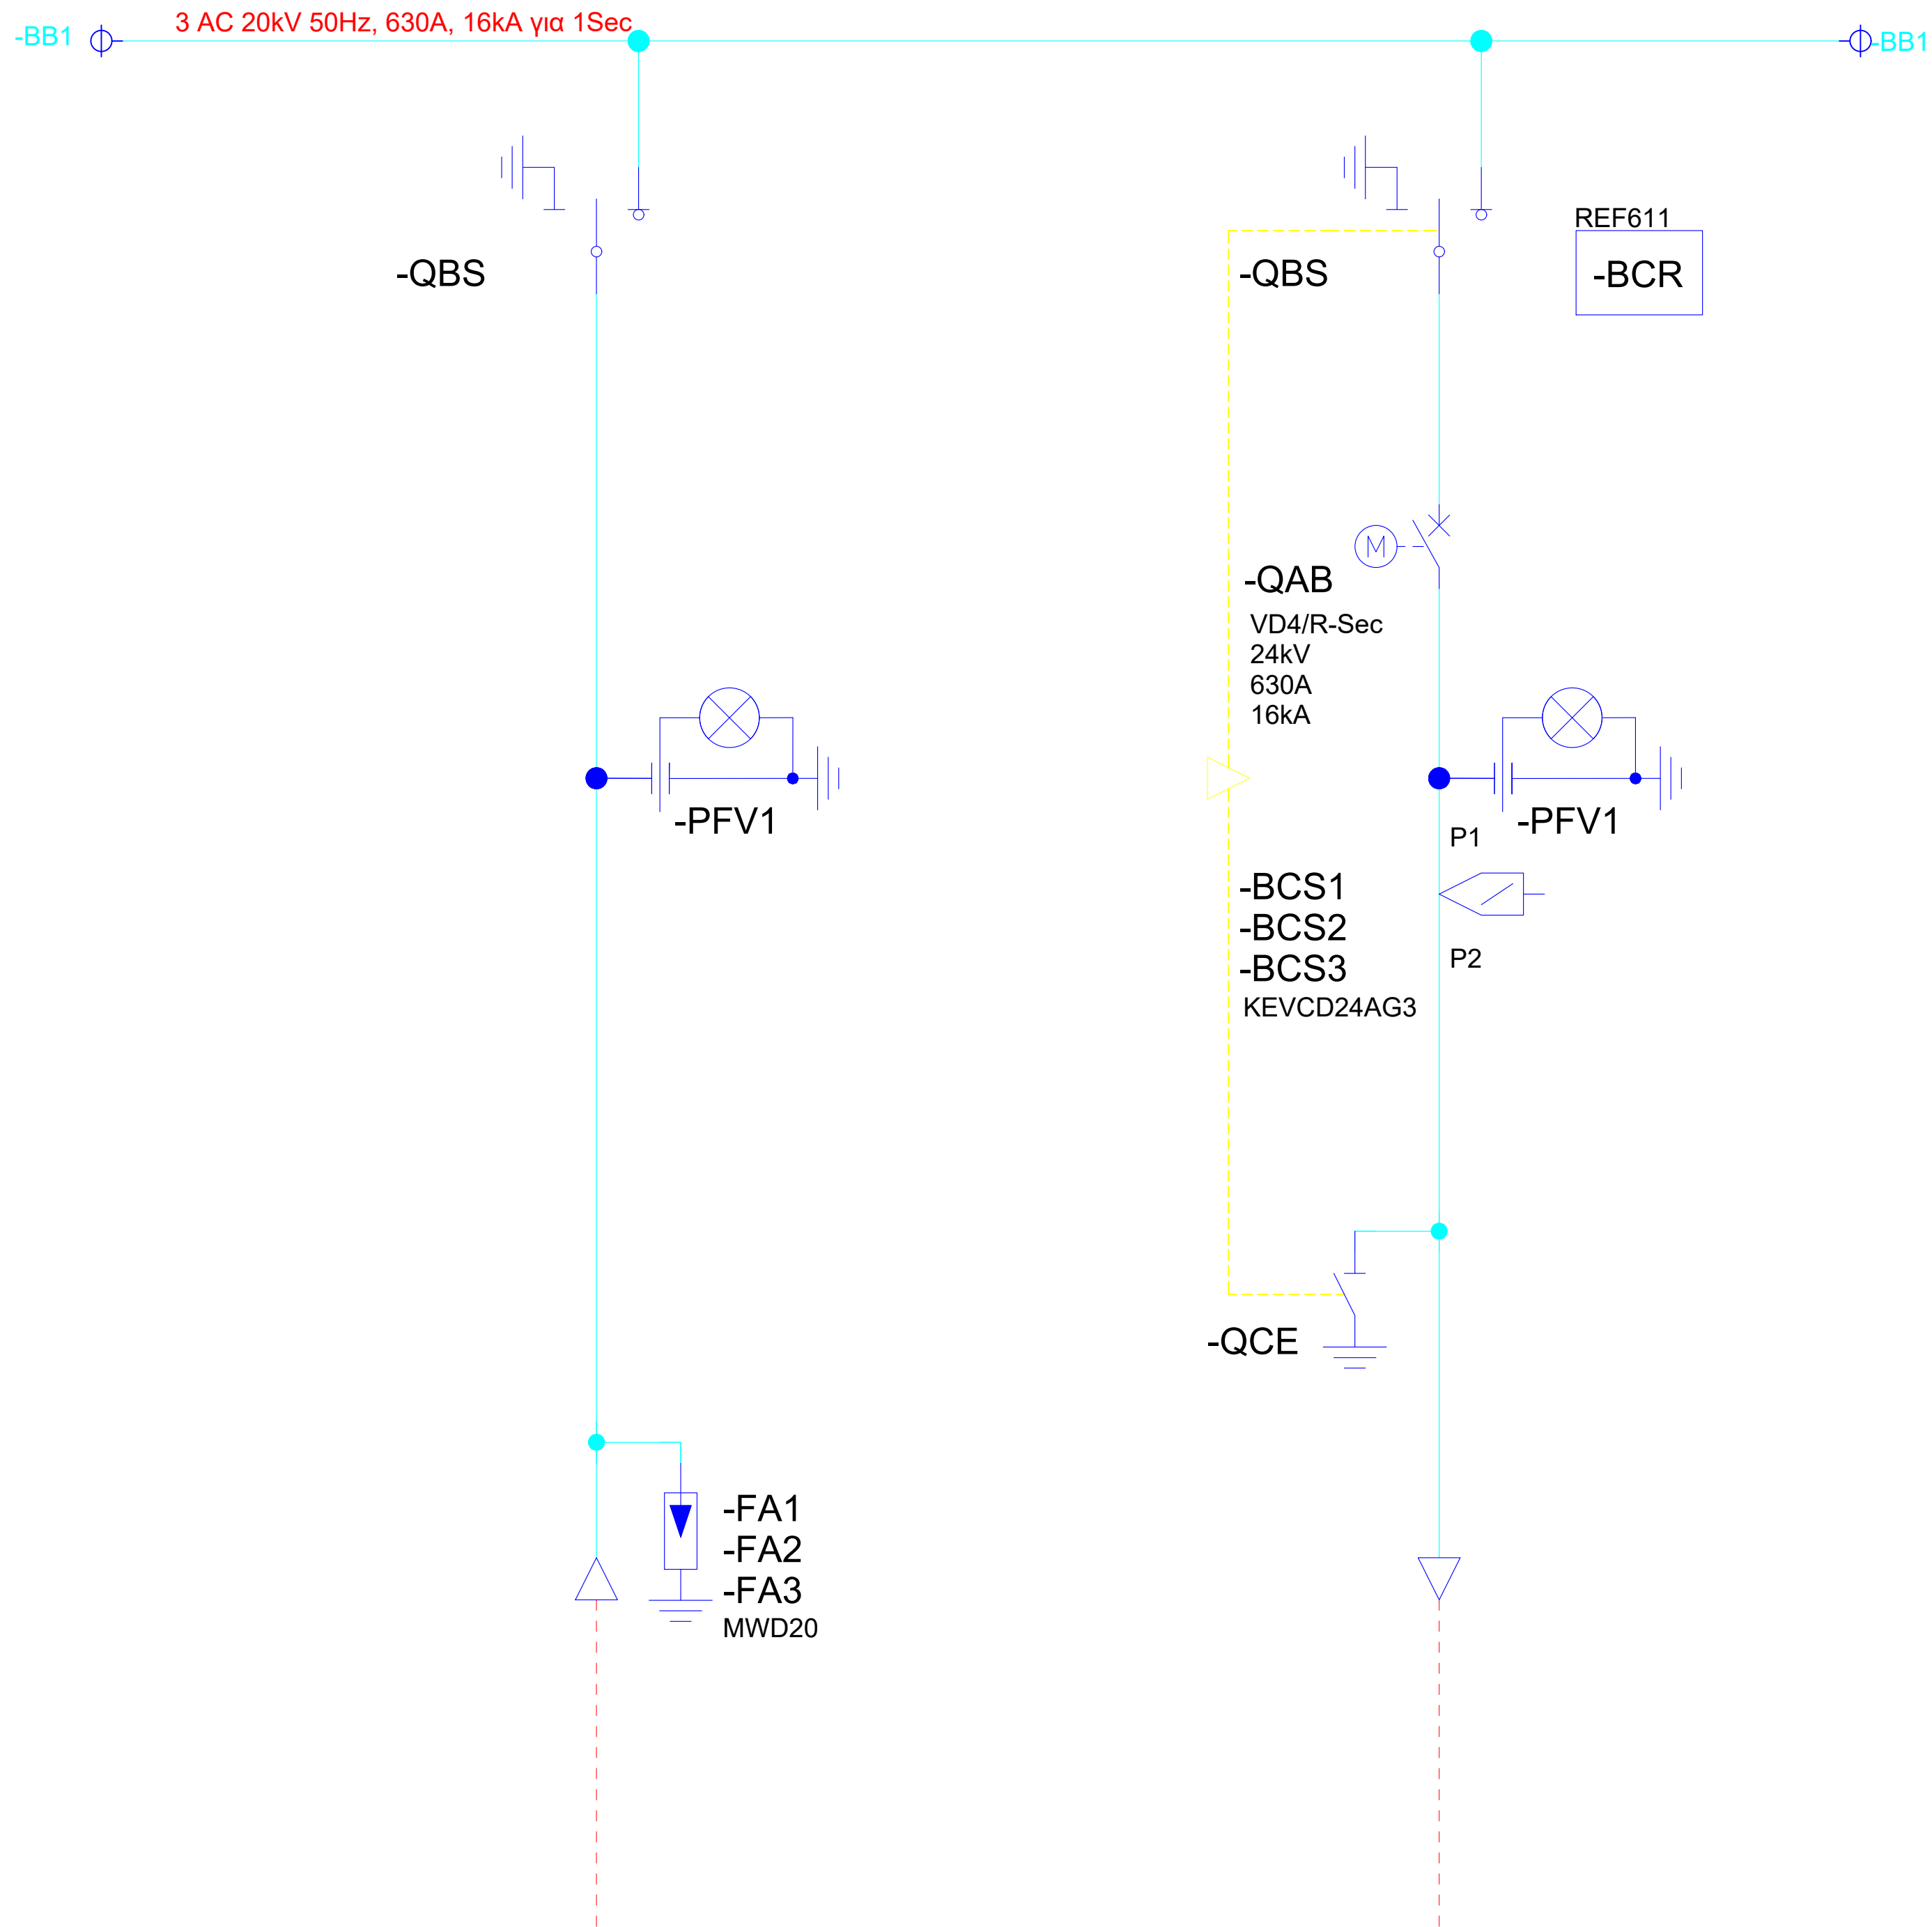 -BB1
3 AC 20kV 50Hz, 630A, 16kA για 1Sec
-BB1
-QBS
-QBS
REF611
-BCR
M
-QAB
VD4/R-Sec
24kV
630A
16kA
-PFV1
-PFV1
P1
-BCS1
-BCS2
-BCS3
KEVCD24AG3
P2
-QCE
-FA1
-FA2
-FA3
MWD20